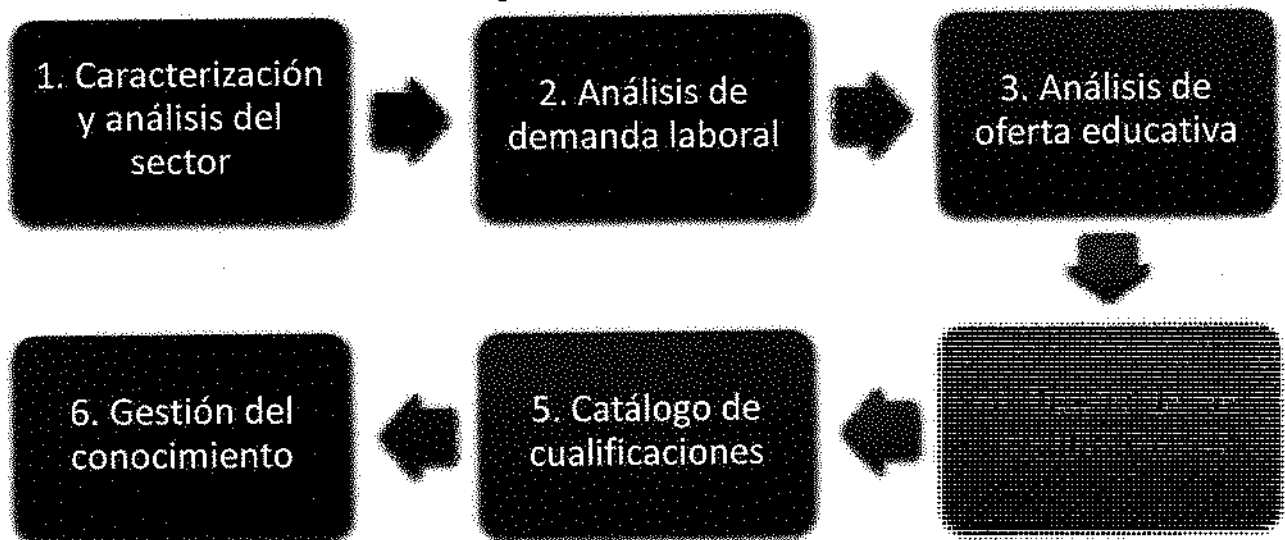 1. Caracterización
y análisis del
sector
2. Análisis de
demanda laboral
3. Análisis de
oferta educativa
5. Catálogo de
cualificaciones
6. Gestión del
conocimiento